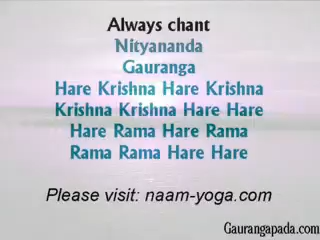 Always chant
Nityananda
Gauranga
Hare Krishna Hare Krishna
Krishna Krishna Hare Hare
Hare Rama Hare Rama
Rama Rama Hare Hare
Please visit: naam-yoga.com
Gaurangapada.com